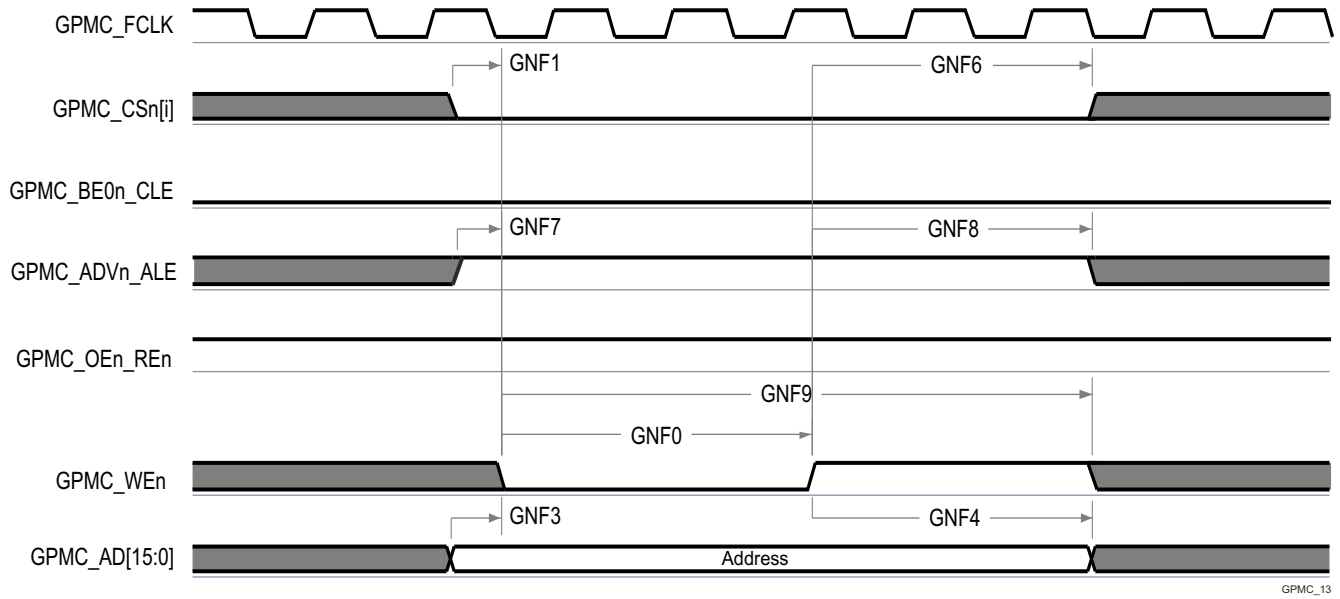 GPMC_FCLK
GNF1
GNF6
GPMC_CSn[i]
GPMC_BE0n_CLE
GNF7
GNF8
GPMC_ADVn_ALE
GPMC_OEn_REn
GNF9
GNF0
GPMC_WEn
GNF3
GNF4
GPMC_AD[15:0]
Address
GPMC_13